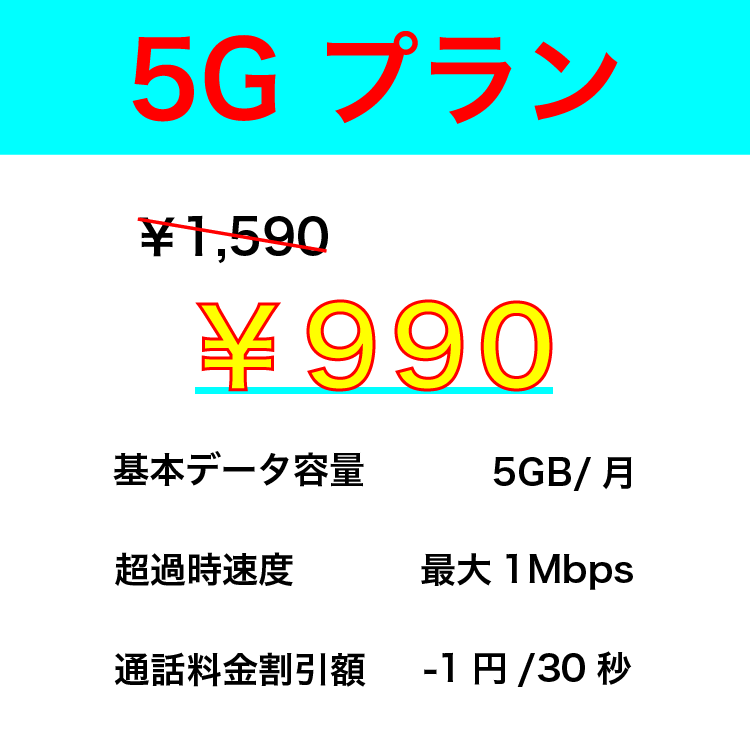 5G プラン
¥1,590
¥990
基本データ容量 5GB/ 月
超過時速度 最大 1Mbps
通話料金割引額 -1 円 /30 秒